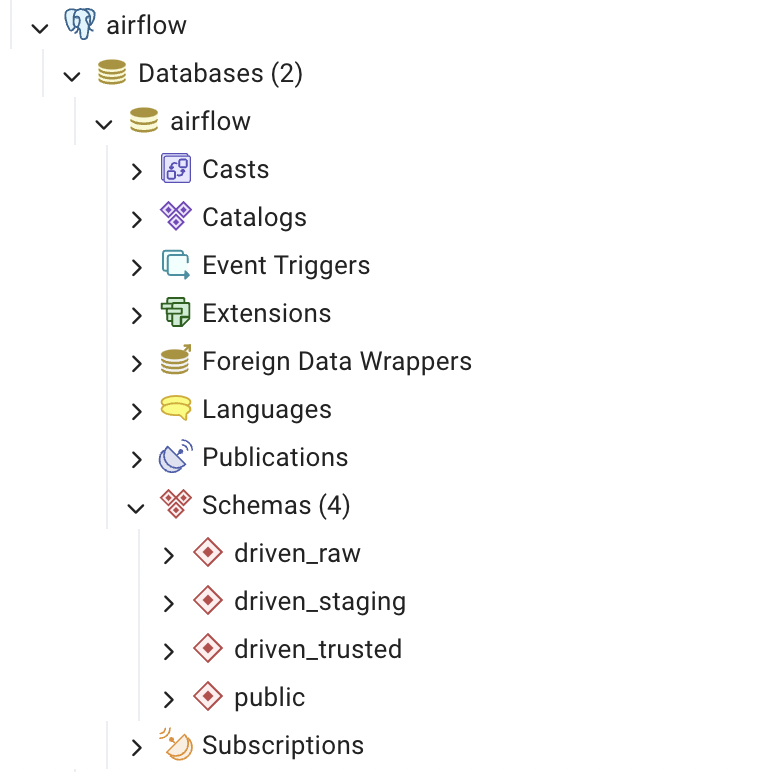 airflow
Databases (2)
airflow
Casts
Catalogs
Event Triggers
Extensions
Foreign Data Wrappers
Languages
Publications
Schemas (4)
driven_raw
driven_staging
driven_trusted
public
Subscriptions